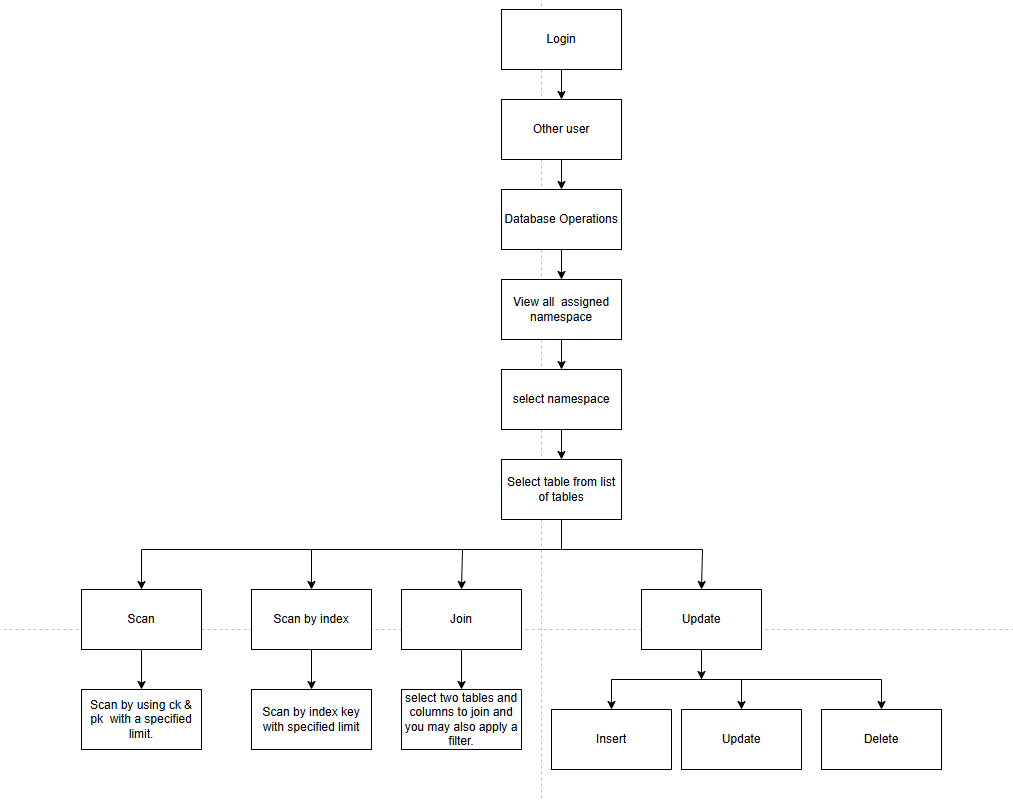 Login
Other user
Database Operations
View all  assigned
namespace
select namespace
Select table from list
of tables
Scan
Scan by index
Join
Update
Scan by using ck &
pk  with a specified
limit.
Scan by index key
with specified limit
select two tables and
columns to join and
you may also apply a
filter.
Insert
Update
Delete